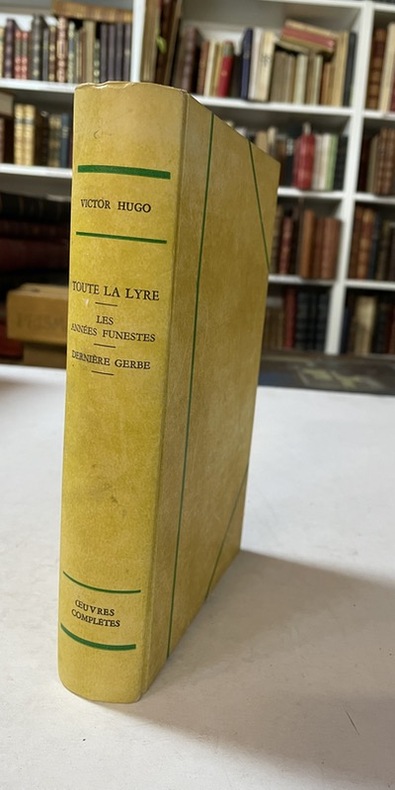 VICTOR HUGO
TOUTE LA LYRE
LES
ANNÉES FUNESTES
DERNIÈRE GERBE
ŒUVRES
COMPLÈTES